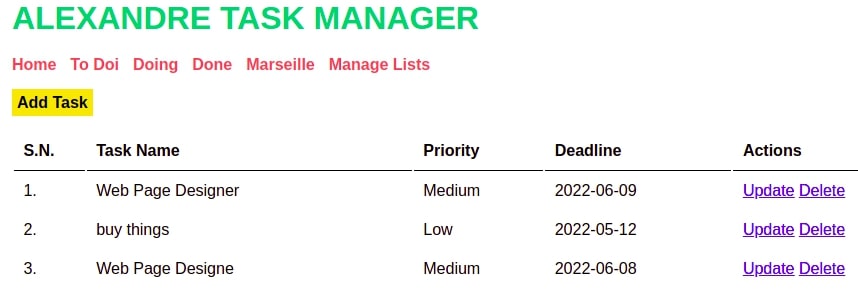 ALEXANDRE TASK MANAGER
Home To Doi Doing Done Marseille Manage Lists
Add Task
S.N. Task Name Priority Deadline Actions
1. Web Page Designer Medium 2022-06-09 Update Delete
2. buy things Low 2022-05-12 Update Delete
3. Web Page Designe Medium 2022-06-08 Update Delete